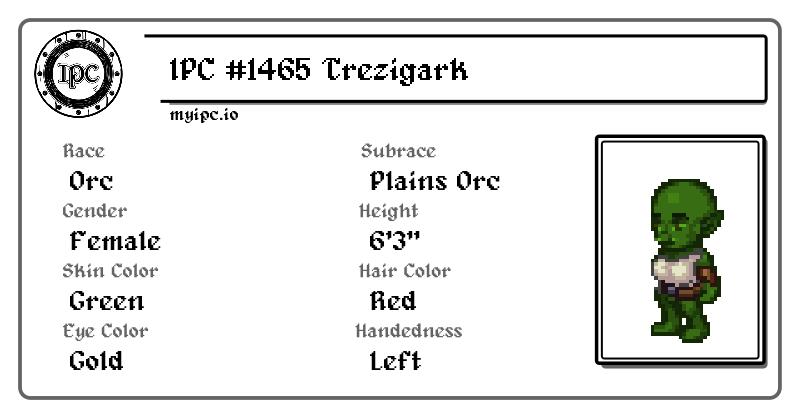 IPC
IPC #1465 Trezigark
myipc.io
Race
Orc
Subrace
Plains Orc
Gender
Female
Height
6'3"
Skin Color
Green
Hair Color
Red
Eye Color
Gold
Handedness
Left